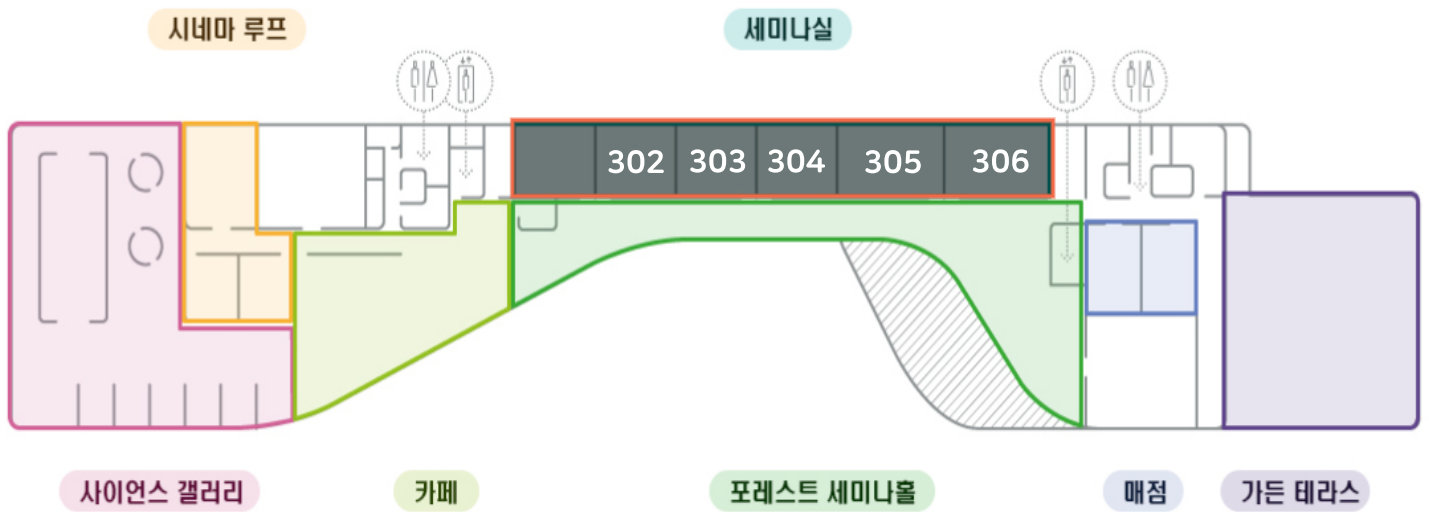 시네마 루프
세미나실
302 303 304 305 306
사이언스 갤러리
카페
포레스트 세미나홀
매점
가든 테라스